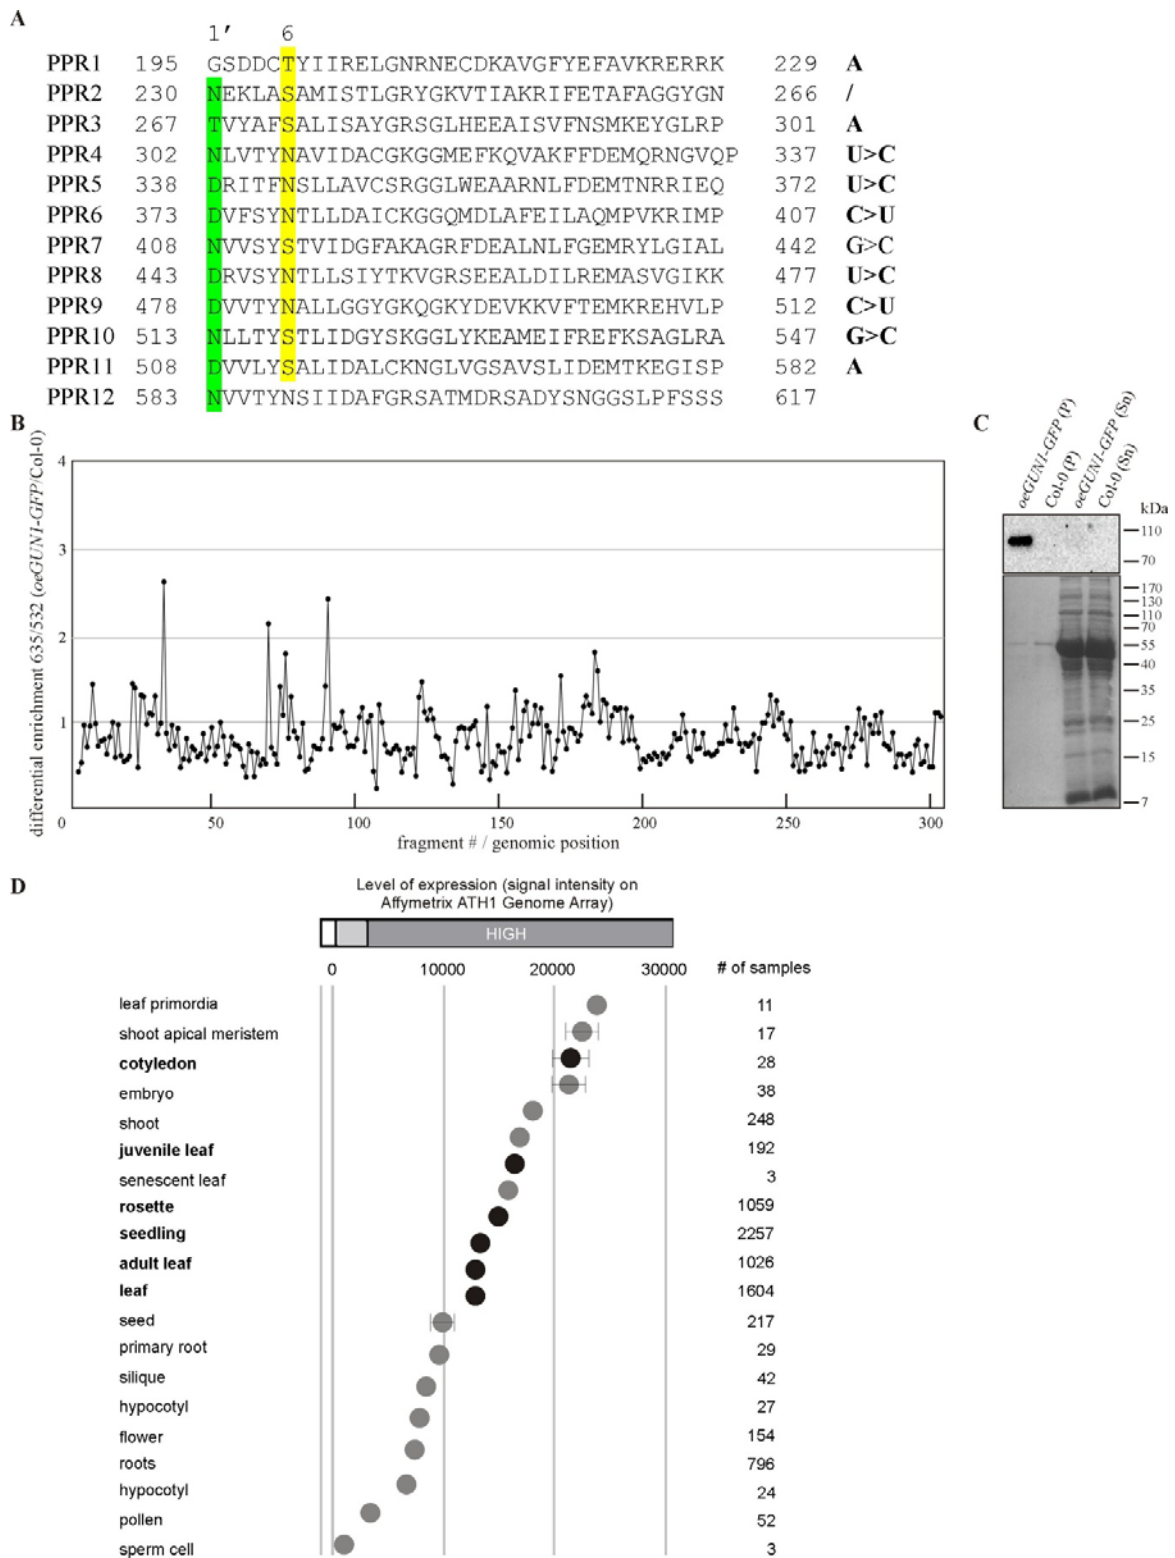 A
1′ 6
PPR1 195 GSDDCTYIIRELGNRNECDKAVGFYEFAVKRERRK 229 A
PPR2 230 NEKLASAMISTLGRYGKVTIAKRIFETAFAGGYGN 266 /
PPR3 267 TVYAFSALISAYGRSGLHEEAISVFNSMKEYGLRP 301 A
PPR4 302 NLVTYNAVIDACGKGGMEFKQVAKFFDEMQRNGVQP 337 U>C
PPR5 338 DRITFNSLLAVCSRGGLWEAARNLFDEMTNRRIEQ 372 U>C
PPR6 373 DVFSYNTLLDAICKGGQMDLAFEILAQMPVKRIMP 407 C>U
PPR7 408 NVVSYSTVIDGFAKAGRFDEALNLFGEMRYLGIAL 442 G>C
PPR8 443 DRVSYNTLLSIYTKVGRSEEALDILREMASVGIKK 477 U>C
PPR9 478 DVVTYNALLGGYGKQGKYDEVKKVFTEMKREHVLP 512 C>U
PPR10 513 NLLTYSTLIDGYSKGGLYKEAMEIFREFKSAGLRA 547 G>C
PPR11 508 DVVLYSALIDALCKNGLVGSAVSLIDEMTKEGISP 582 A
PPR12 583 NVVTYNSIIDAFGRSATMDRSADYSNGGSLPFSSS 617
B
differential enrichment 635/532 (oeGUN1-GFP/Col-0)
4
3
2
1
0 50 100 150 200 250 300
fragment # / genomic position
C
oeGUN1-GFP (P)
Col-0 (P)
oeGUN1-GFP (Sn)
Col-0 (Sn)
kDa
110
70
170
130
110
70
55
40
35
25
15
7
D
Level of expression (signal intensity on
Affymetrix ATH1 Genome Array)
HIGH
0 10000 20000 30000 # of samples
leaf primordia 11
shoot apical meristem 17
cotyledon 28
embryo 38
shoot 248
juvenile leaf 192
senescent leaf 3
rosette 1059
seedling 2257
adult leaf 1026
leaf 1604
seed 217
primary root 29
silique 42
hypocotyl 27
flower 154
roots 796
hypocotyl 24
pollen 52
sperm cell 3